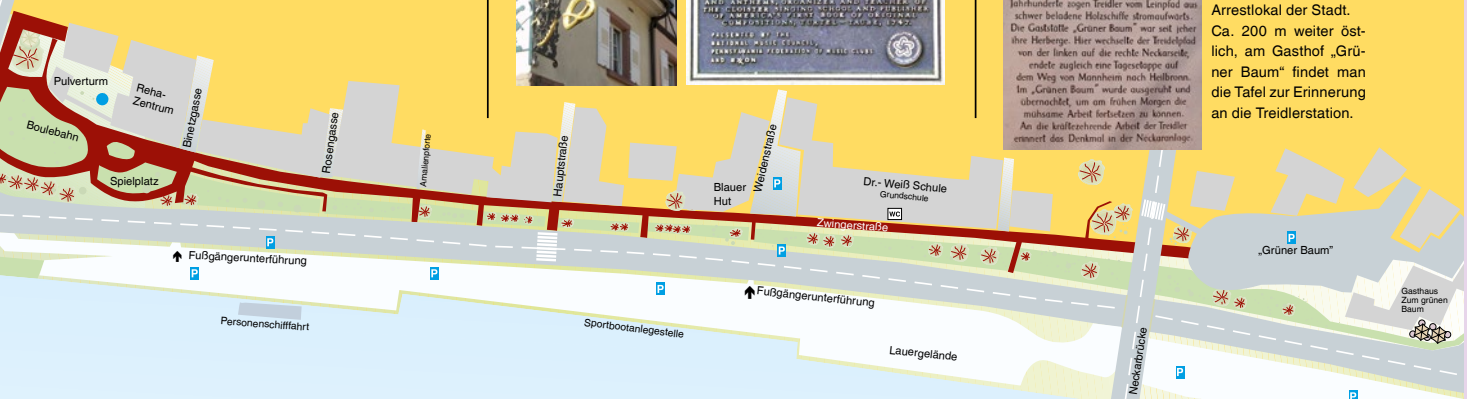 AND ANTHEMS, ORGANIZER AND TEACHER OF
THE CLOISTER SINGING SCHOOL AND PUBLISHER
OF AMERICA'S FIRST BOOK OF ORIGINAL
PRESENTED BY THE
NATIONAL MUSIC COUNCIL,
PENNSYLVANIA FEDERATION OF MUSIC CLUBS
Jahrhunderte zogen Treidler vom Leinpfad aus
schwer beladene Holzschiffe stromaufwärts.
Die Gaststätte „Grüner Baum" war seit jeher
ihre Herberge. Hier wechselte der Treidelpfad
von der linken auf die rechte Neckarseite,
endete zugleich eine Tagesetappe auf
dem Weg von Mannheim nach Heilbronn.
Im „Grünen Baum" wurde ausgeruht und
übernachtet, um am frühen Morgen die
mühsame Arbeit fortsetzen zu können.
An die kräftezehrende Arbeit der Treidler
erinnert das Denkmal in der Neckaranlage.
Arrestlokal der Stadt.
Ca. 200 m weiter öst-
lich, am Gasthof „Grü-
ner Baum“ findet man
die Tafel zur Erinnerung
an die Treidlerstation.
Pulverturm
Reha-
Zentrum
Binetzgasse
Boulebahn
Spielplatz
Rosengasse
Amalienpforte
Hauptstraße
Blauer
Hut
Weidenstraße
P
Dr.- Weiß Schule
Grundschule
WC
Zwingerstraße
P
„Grüner Baum”
P
Fußgängerunterführung
P
P
P
P
Fußgängerunterführung
Gasthaus
Zum grünen
Baum
Personenschifffahrt
Sportbootanlegestelle
Lauergelände
Neckarbrücke
P
P